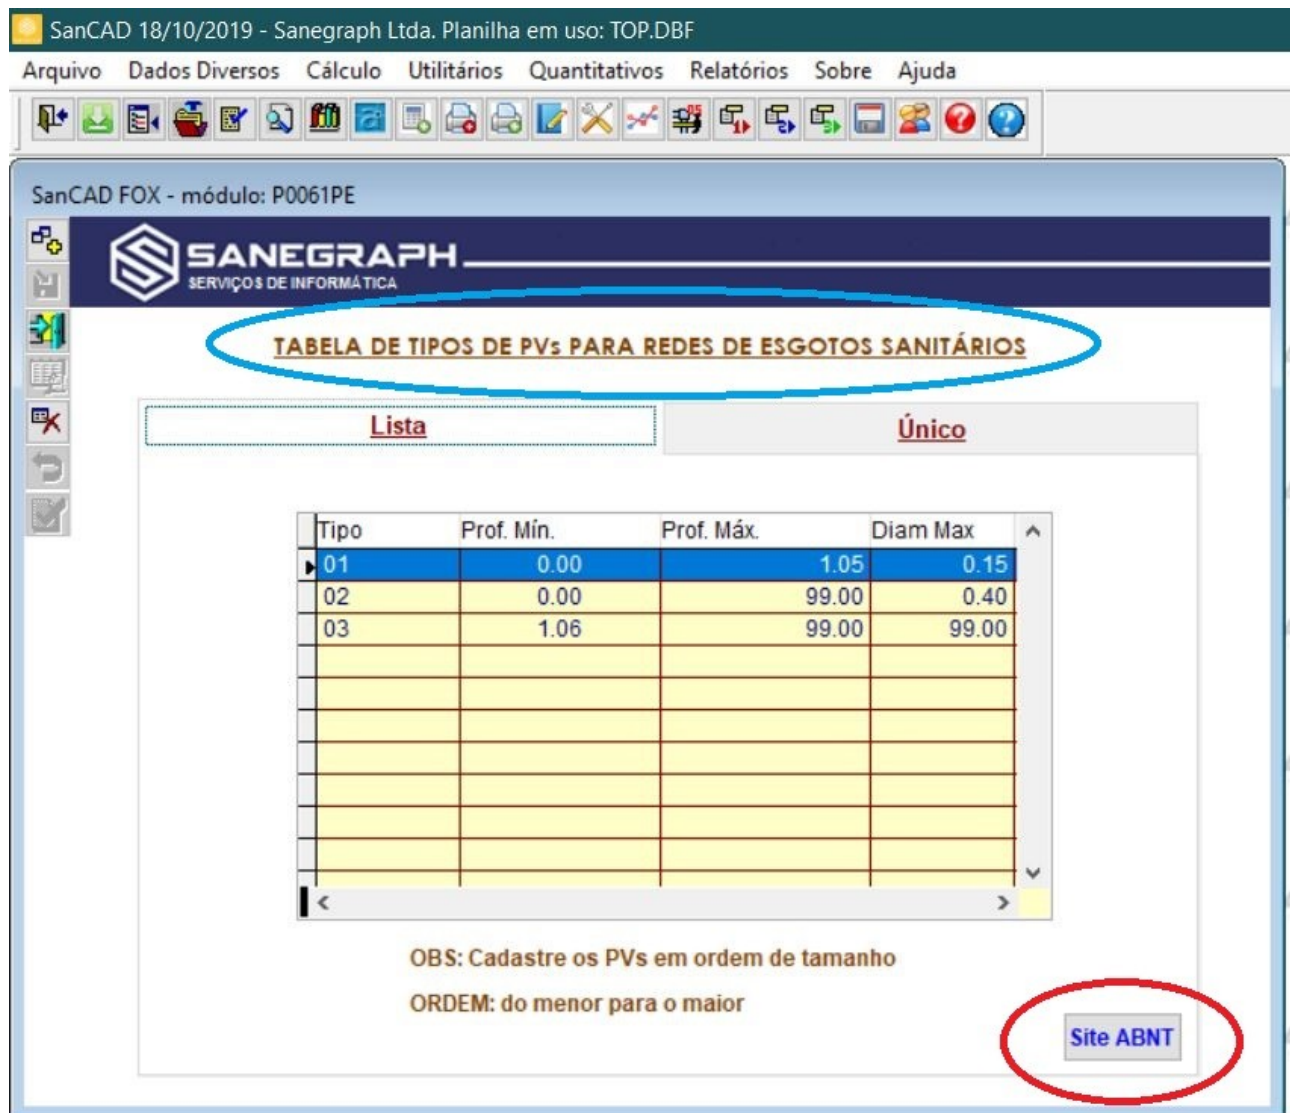 SanCAD 18/10/2019 - Sanegraph Ltda. Planilha em uso: TOP.DBF
Arquivo Dados Diversos Cálculo Utilitários Quantitativos Relatórios Sobre Ajuda
SanCAD FOX - módulo: P0061PE
SANEGRAPH
SERVIÇOS DE INFORMÁTICA
TABELA DE TIPOS DE PVs PARA REDES DE ESGOTOS SANITÁRIOS
Lista Único
Tipo Prof. Mín. Prof. Máx. Diam Max
01 0.00 1.05 0.15
02 0.00 99.00 0.40
03 1.06 99.00 99.00
OBS: Cadastre os PVs em ordem de tamanho
ORDEM: do menor para o maior
Site ABNT